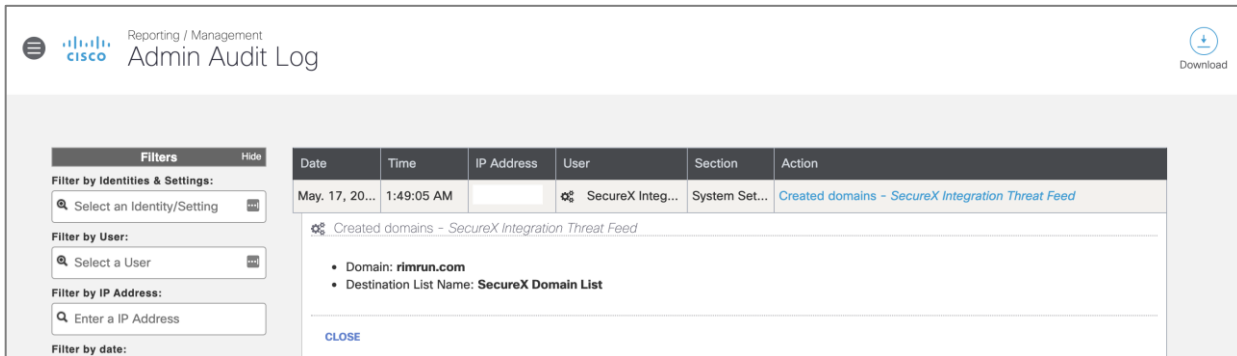 Reporting / Management
cisco
Admin Audit Log
Download
Filters Hide
Filter by Identities & Settings:
Select an Identity/Setting
Filter by User:
Select a User
Filter by IP Address:
Enter a IP Address
Filter by date:
Date Time IP Address User Section Action
May. 17, 20... 1:49:05 AM SecureX Integ... System Set... Created domains - SecureX Integration Threat Feed
Created domains - SecureX Integration Threat Feed
• Domain: rimrun.com
• Destination List Name: SecureX Domain List
CLOSE